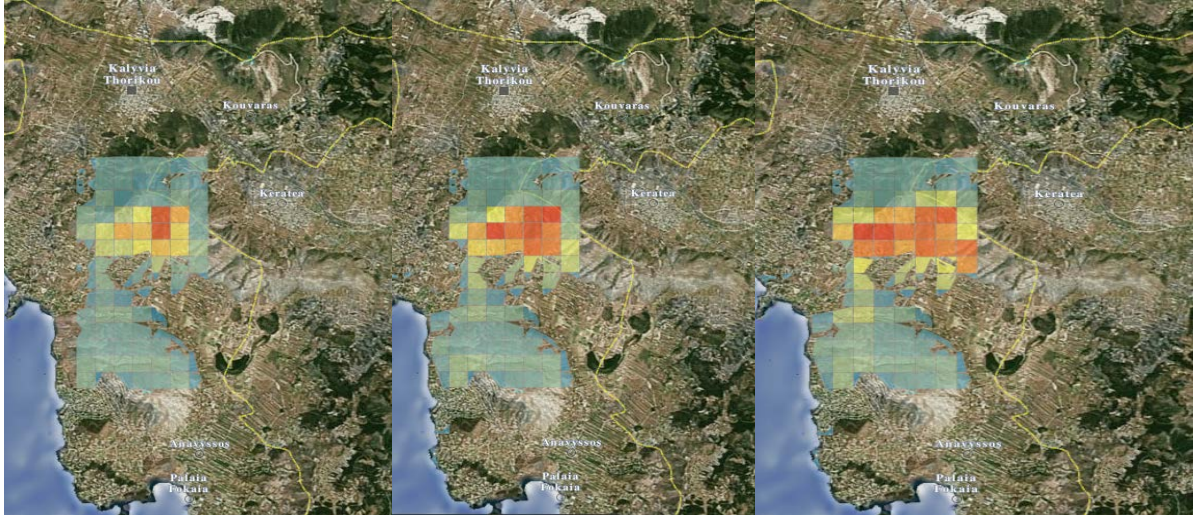 Kalyvia
Thorikou
Kouvaras
Keratea
Anavyssos
Palaia
Fokaia
Kalyvia
Thorikou
Kouvaras
Keratea
Anavyssos
Palaia
Fokaia
Kalyvia
Thorikou
Kouvaras
Keratea
Anavyssos
Palaia
Fokaia